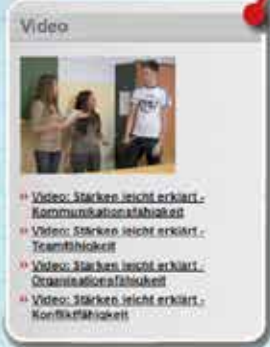 Video
» Video: Stärken leicht erklärt -
Kommunikationsfähigkeit
» Video: Stärken leicht erklärt -
Teamfähigkeit
» Video: Stärken leicht erklärt -
Organisationsfähigkeit
» Video: Stärken leicht erklärt -
Konfliktfähigkeit